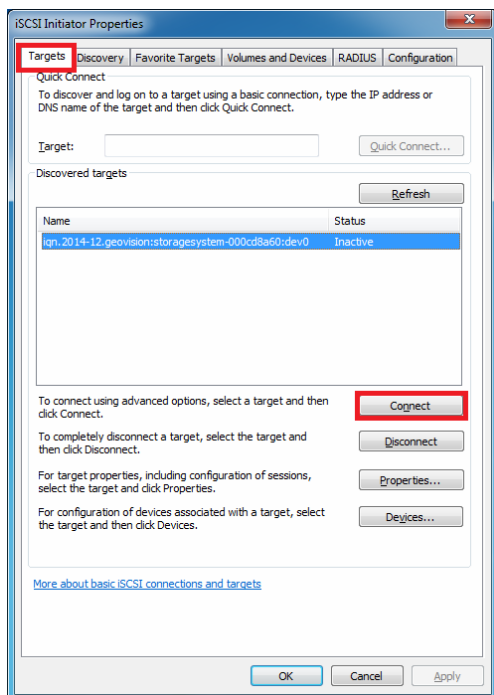 iSCSI Initiator Properties
Targets Discovery Favorite Targets Volumes and Devices RADIUS Configuration
Quick Connect
To discover and log on to a target using a basic connection, type the IP address or
DNS name of the target and then click Quick Connect.
Target: Quick Connect...
Discovered targets
Refresh
Name Status
iqn.2014-12.geovision:storagesystem-000cd8a60:dev0 Inactive
To connect using advanced options, select a target and then
click Connect.
Connect
To completely disconnect a target, select the target and
then click Disconnect.
Disconnect
For target properties, including configuration of sessions,
select the target and click Properties.
Properties...
For configuration of devices associated with a target, select
the target and then click Devices.
Devices...
More about basic iSCSI connections and targets
OK Cancel Apply